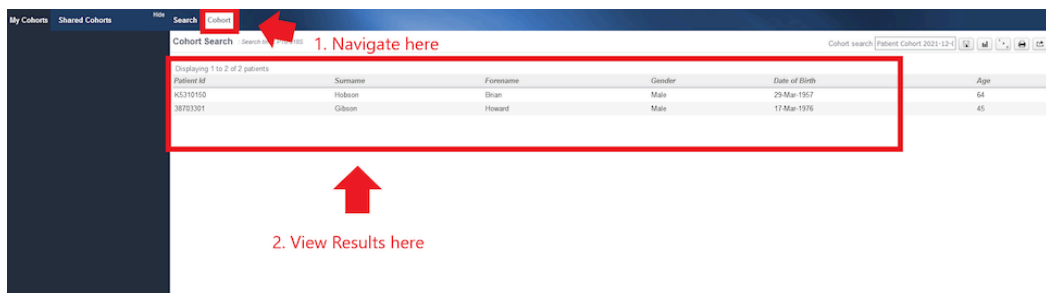 My Cohorts Shared Cohorts Hide Search Cohort
Cohort Search Search
1. Navigate here
Cohort search Patient Cohort 2021-12-0
Displaying 1 to 2 of 2 patients.
Patient Id Surname Forename Gender Date of Birth Age
K5310150 Hobson Brian Male 29-Mar-1957 64
38703301 Gibson Howard Male 17-Mar-1976 45
2. View Results here